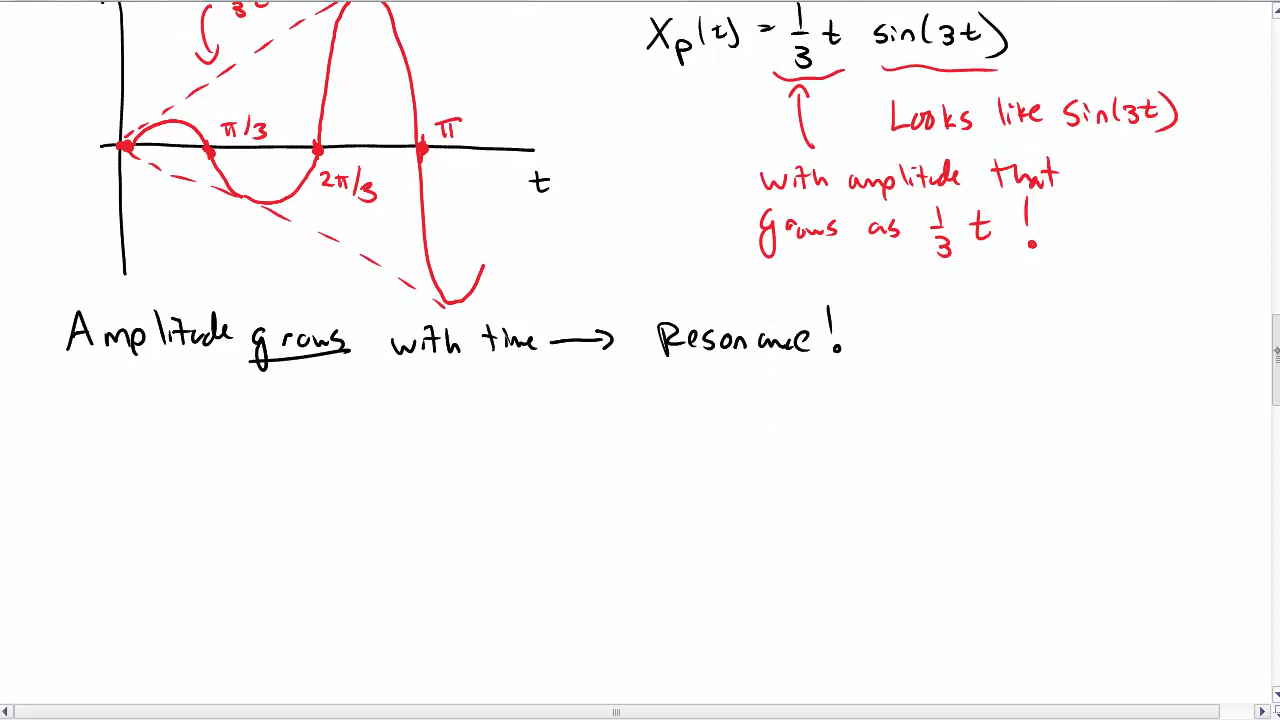 X_p(t) = 1/3 t sin(3t)
Looks like sin(3t)
with amplitude that
grows as 1/3 t !
π/3
π
2π/3
t
Amplitude grows with time → Resonance!